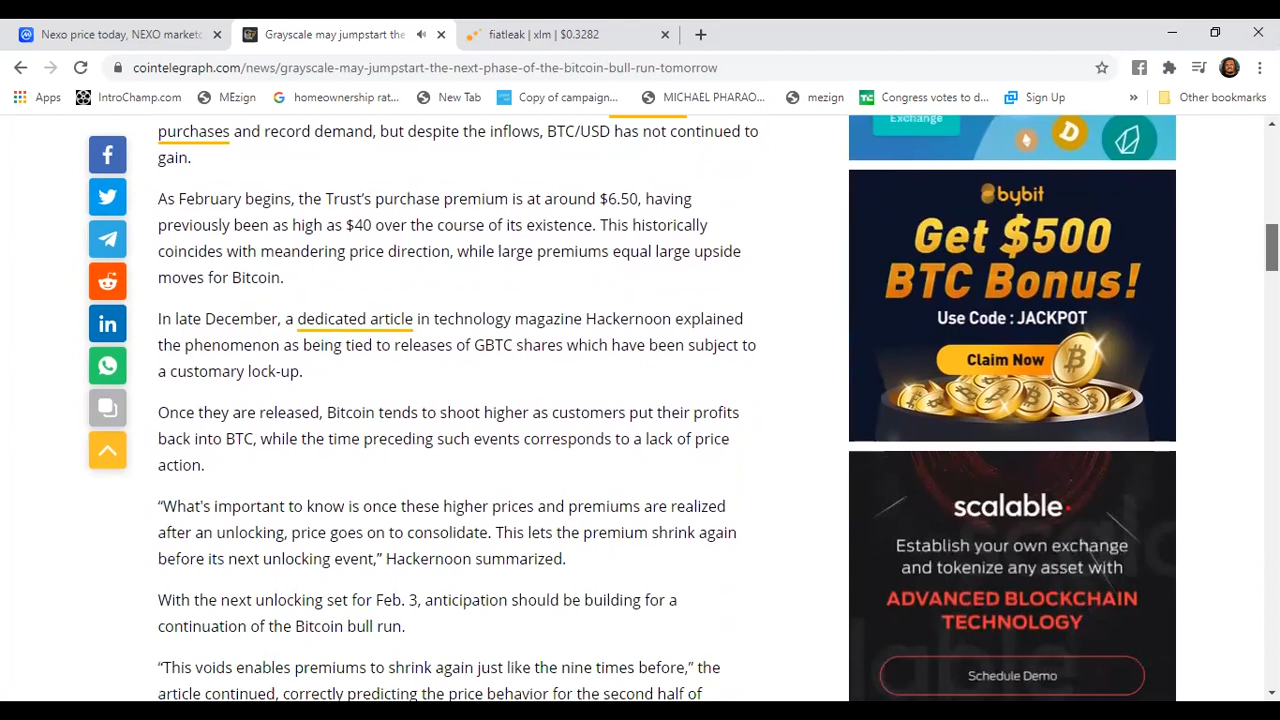 Nexo price today, NEXO market
Grayscale may jumpstart the
fiatleak | xlm | $0.3282
cointelegraph.com/news/grayscale-may-jumpstart-the-next-phase-of-the-bitcoin-bull-run-tomorrow
Apps
IntroChamp.com
MEzign
homeownership rat...
New Tab
Copy of campaign...
MICHAEL PHARAO...
mezign
Congress votes to d...
Sign Up
Other bookmarks
purchases and record demand, but despite the inflows, BTC/USD has not continued to
gain.
As February begins, the Trust's purchase premium is at around $6.50, having
previously been as high as $40 over the course of its existence. This historically
coincides with meandering price direction, while large premiums equal large upside
moves for Bitcoin.
In late December, a dedicated article in technology magazine Hackernoon explained
the phenomenon as being tied to releases of GBTC shares which have been subject to
a customary lock-up.
Once they are released, Bitcoin tends to shoot higher as customers put their profits
back into BTC, while the time preceding such events corresponds to a lack of price
action.
“What's important to know is once these higher prices and premiums are realized
after an unlocking, price goes on to consolidate. This lets the premium shrink again
before its next unlocking event,” Hackernoon summarized.
With the next unlocking set for Feb. 3, anticipation should be building for a
continuation of the Bitcoin bull run.
“This voids enables premiums to shrink again just like the nine times before,” the
article continued, correctly predicting the price behavior for the second half of
Exchange
bybit
Get $500
BTC Bonus!
Use Code : JACKPOT
Claim Now
scalable
Establish your own exchange
and tokenize any asset with
ADVANCED BLOCKCHAIN
TECHNOLOGY
Schedule Demo